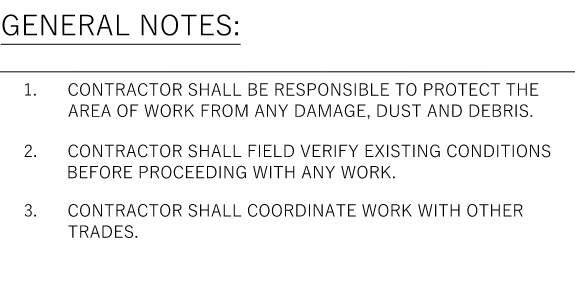 GENERAL NOTES:
1. CONTRACTOR SHALL BE RESPONSIBLE TO PROTECT THE
AREA OF WORK FROM ANY DAMAGE, DUST AND DEBRIS.
2. CONTRACTOR SHALL FIELD VERIFY EXISTING CONDITIONS
BEFORE PROCEEDING WITH ANY WORK.
3. CONTRACTOR SHALL COORDINATE WORK WITH OTHER
TRADES.